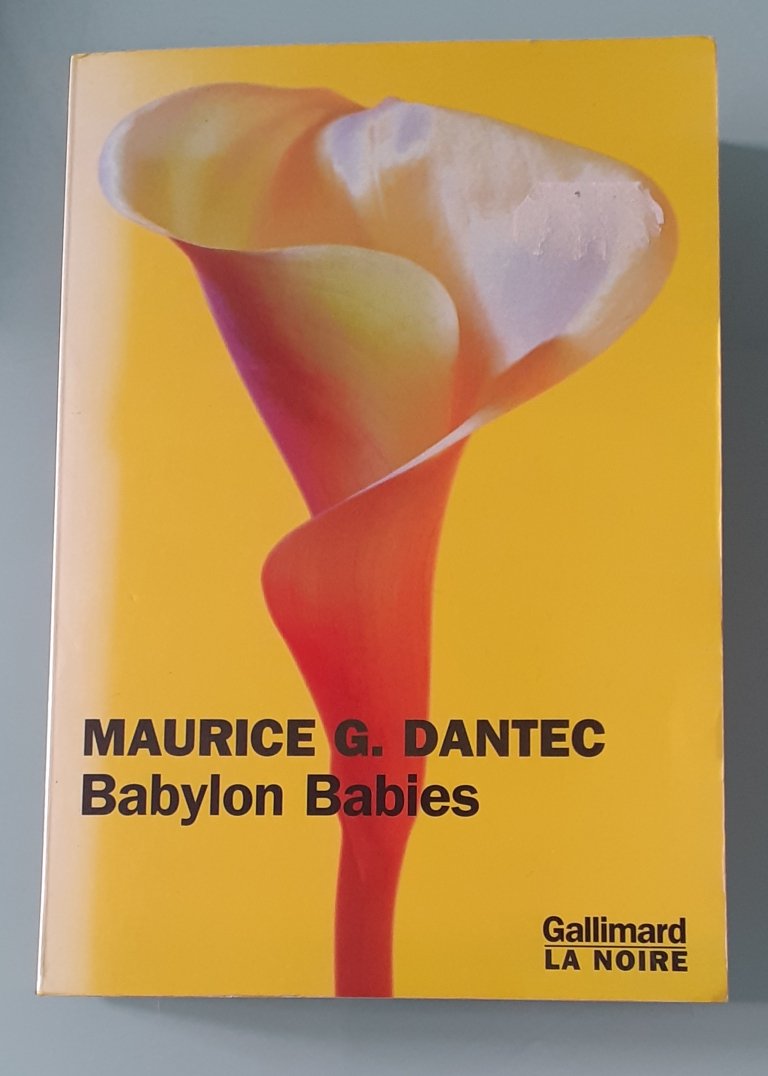 MAURICE G. DANTEC
Babylon Babies
Gallimard
LA NOIRE